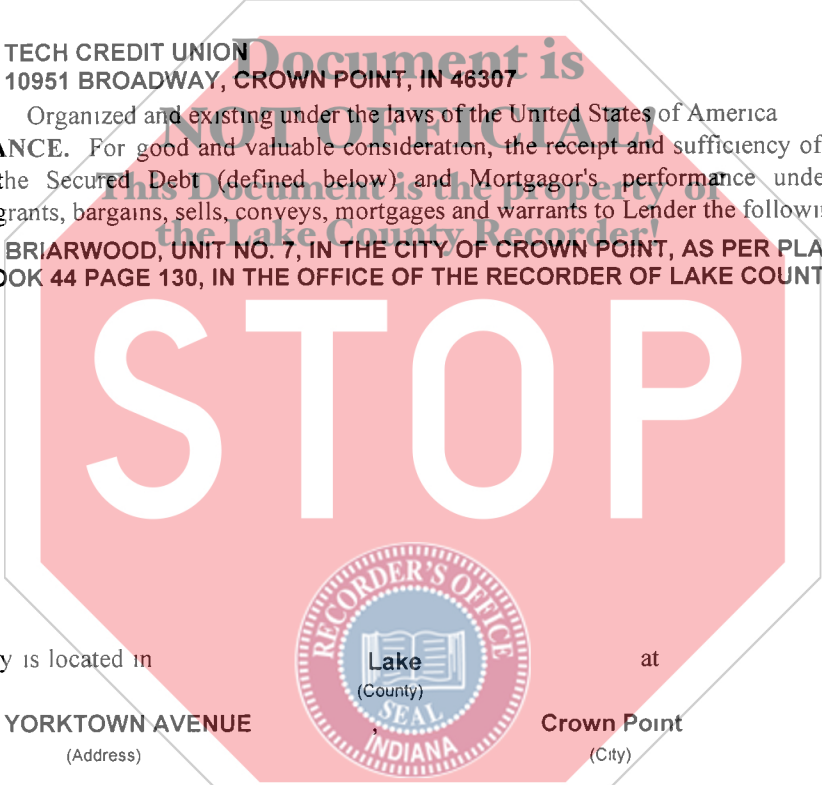 TECH CREDIT UNION
Document is
10951 BROADWAY, CROWN POINT, IN 46307
Organized and existing under the laws of the United States of America
NOT OFFICIAL!
ANCE. For good and valuable consideration, the receipt and sufficiency of
the Secured Debt (defined below) and Mortgagor's performance unde
This Document is the property of
grants, bargains, sells, conveys, mortgages and warrants to Lender the followi
the Lake County Recorder!
BRIARWOOD, UNIT NO. 7, IN THE CITY OF CROWN POINT, AS PER PLA
OOK 44 PAGE 130, IN THE OFFICE OF THE RECORDER OF LAKE COUNT
STOP
RECORDER'S OFFICE
y is located in Lake at
(County)
SEAL
YORKTOWN AVENUE , Crown Point
INDIANA
(Address) (City)